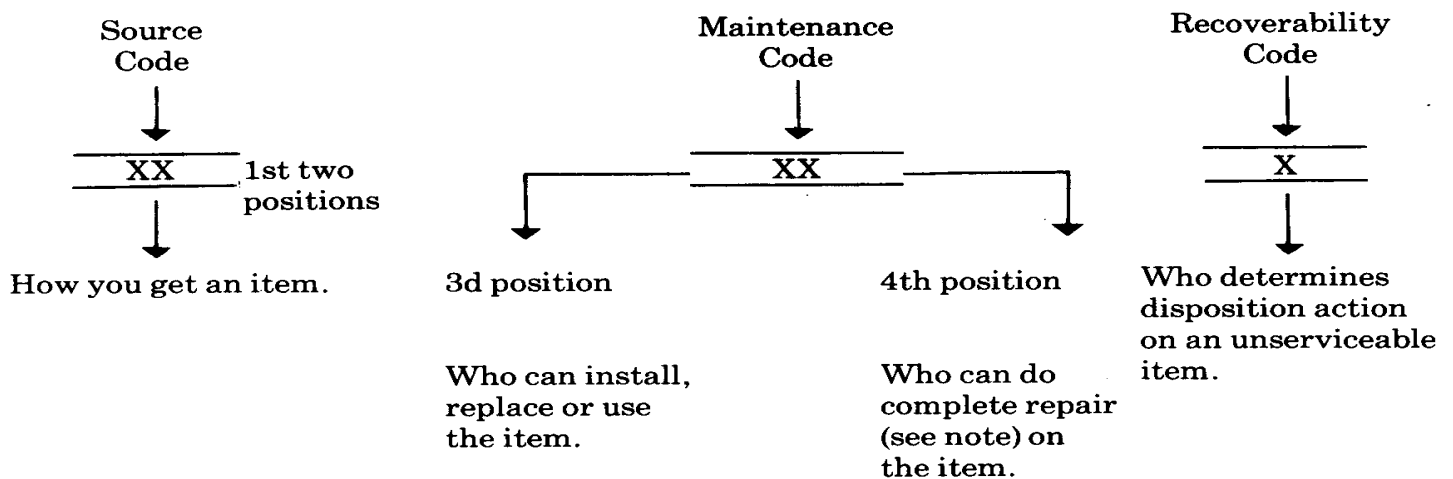 Source
Code
XX
1st two
positions
How you get an item.
Maintenance
Code
XX
3d position
Who can install,
replace or use
the item.
4th position
Who can do
complete repair
(see note) on
the item.
Recoverability
Code
X
Who determines
disposition action
on an unserviceable
item.